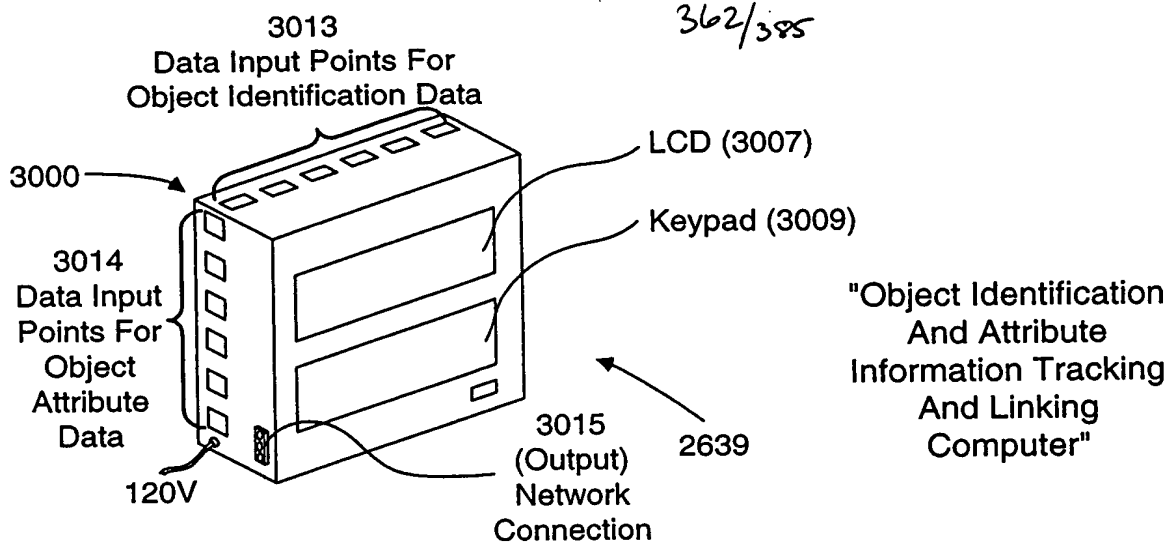 362/385
3013
Data Input Points For
Object Identification Data
3000
LCD (3007)
Keypad (3009)
3014
Data Input
Points For
Object
Attribute
Data
120V
3015
(Output)
Network
Connection
2639
"Object Identification
And Attribute
Information Tracking
And Linking
Computer"